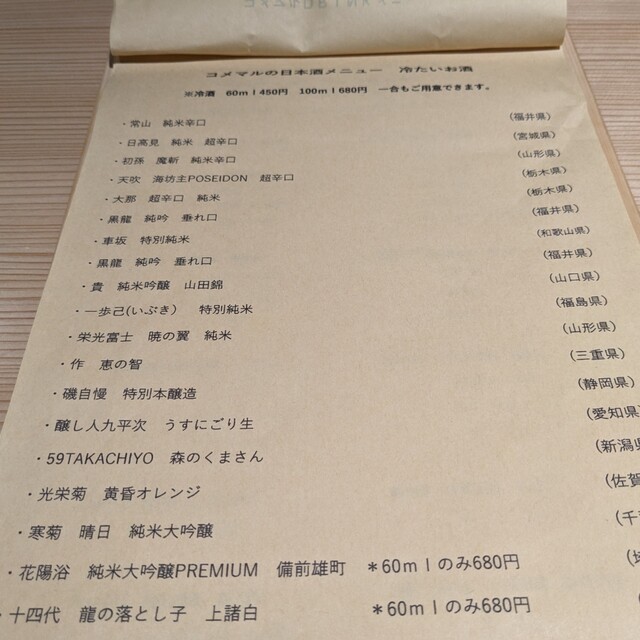 ヨメマルの日本酒メニュー　冷たいお酒
※冷酒　60ml450円　100ml680円　一合もご用意できます。
・常山　純米辛口　（福井県）
・日高見　純米　超辛口　（宮城県）
・初孫　魔斬　純米辛口　（山形県）
・天吹　海坊主POSEIDON　超辛口　（栃木県）
・大那　超辛口　純米　（栃木県）
・黒龍　純吟　垂れ口　（福井県）
・車坂　特別純米　（和歌山県）
・黒龍　純吟　垂れ口　（福井県）
・貴　純米吟醸　山田錦　（山口県）
・一歩己(いぶき）　特別純米　（福島県）
・栄光富士　暁の翼　純米　（山形県）
・作　恵の智　（三重県）
・磯自慢　特別本醸造　（静岡県）
・醸し人九平次　うすにごり生　（愛知県）
・59TAKACHIYO　森のくまさん　（新潟県
・光栄菊　黄昏オレンジ　（佐賀
・寒菊　晴日　純米大吟醸　（千
・花陽浴　純米大吟醸PREMIUM　備前雄町　＊60mlのみ680円
・十四代　龍の落とし子　上諸白　＊60mlのみ680円